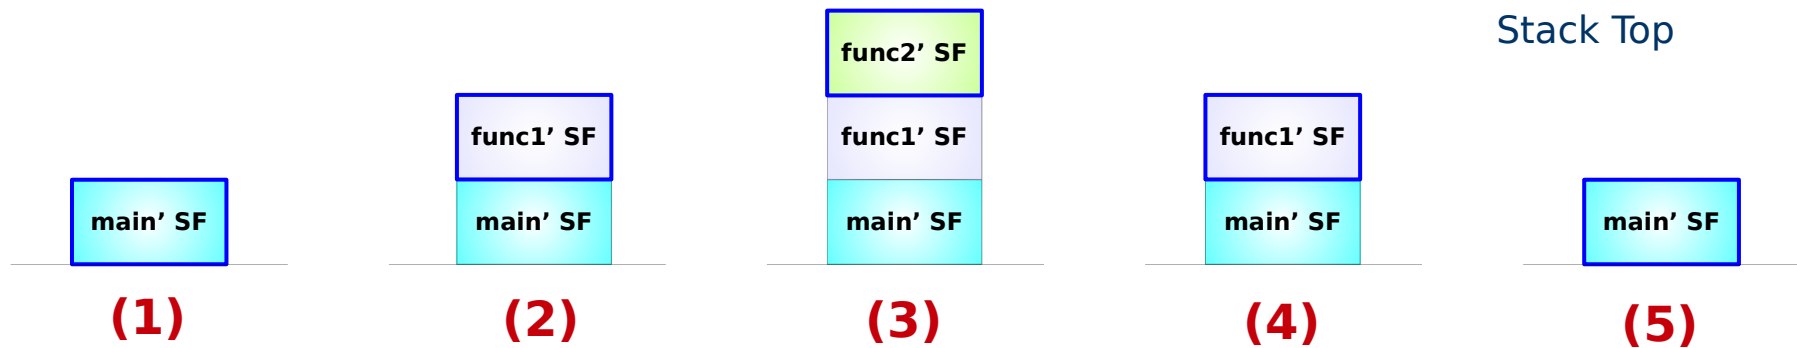 Stack Top
func2’ SF
func1’ SF
func1’ SF
func1’ SF
main’ SF
main’ SF
main’ SF
main’ SF
main’ SF
(1)
(2)
(3)
(4)
(5)